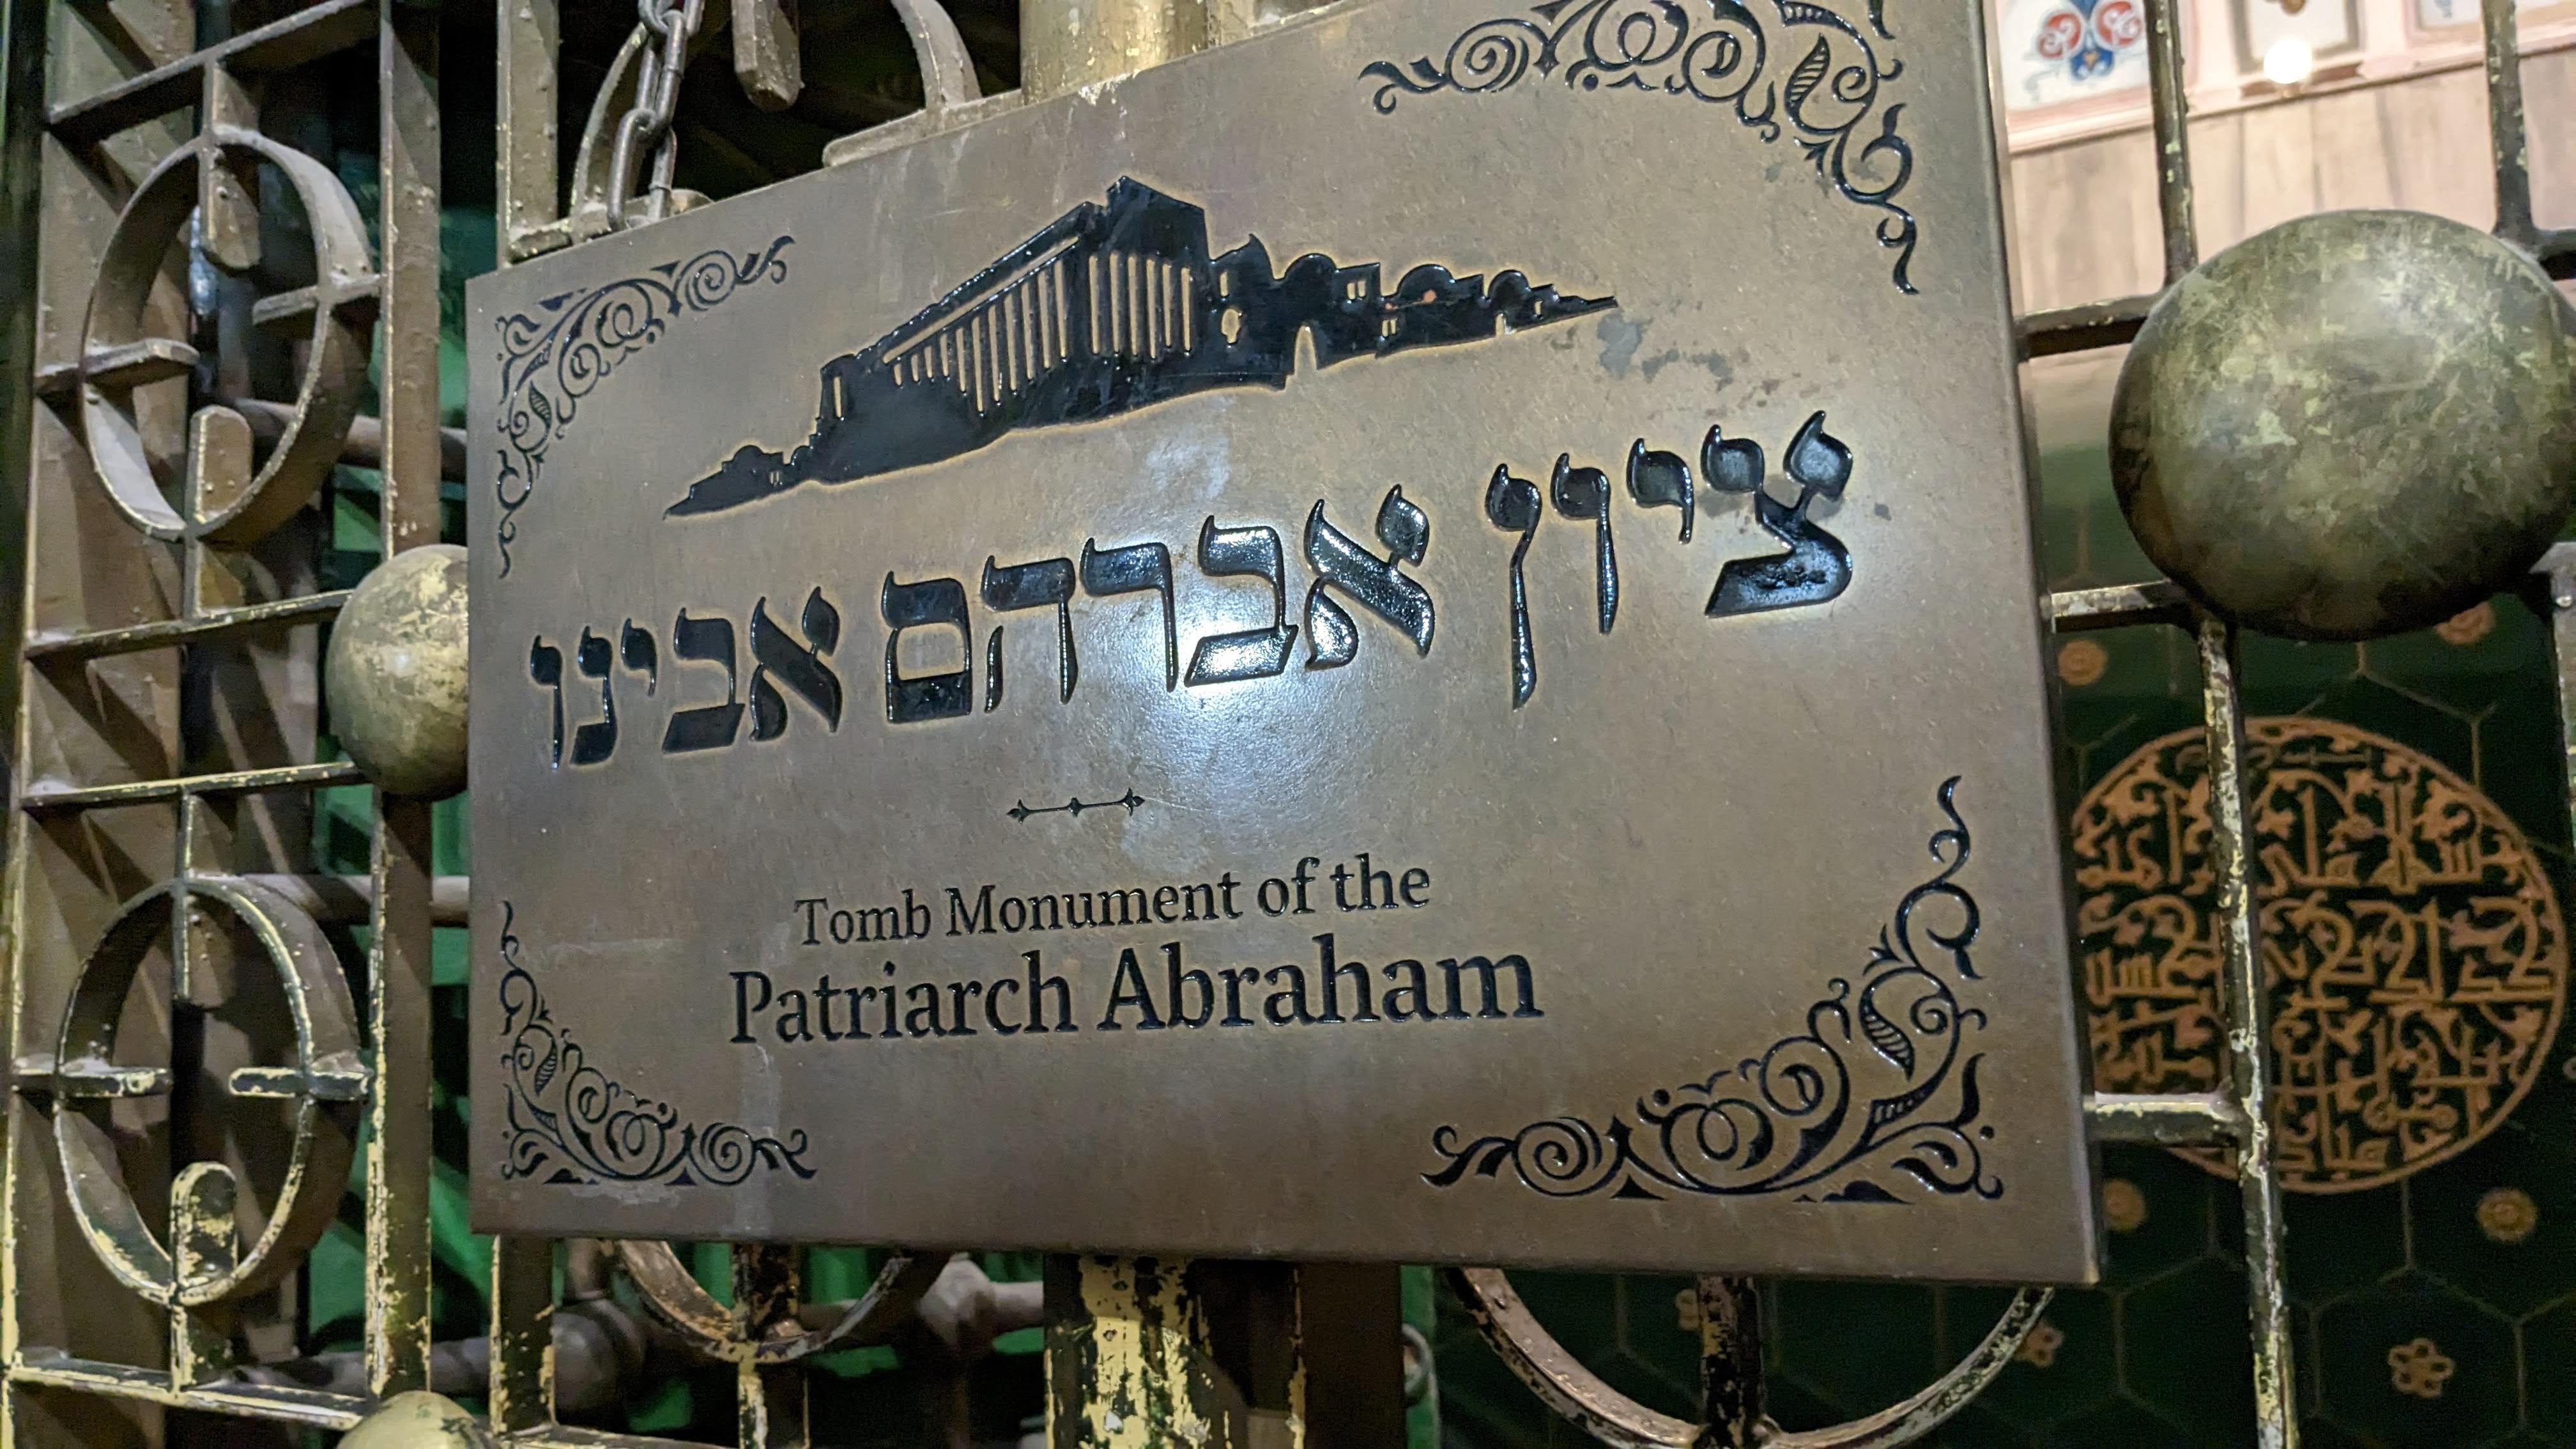 ציון אברהם אבינו
Tomb Monument of the
Patriarch Abraham